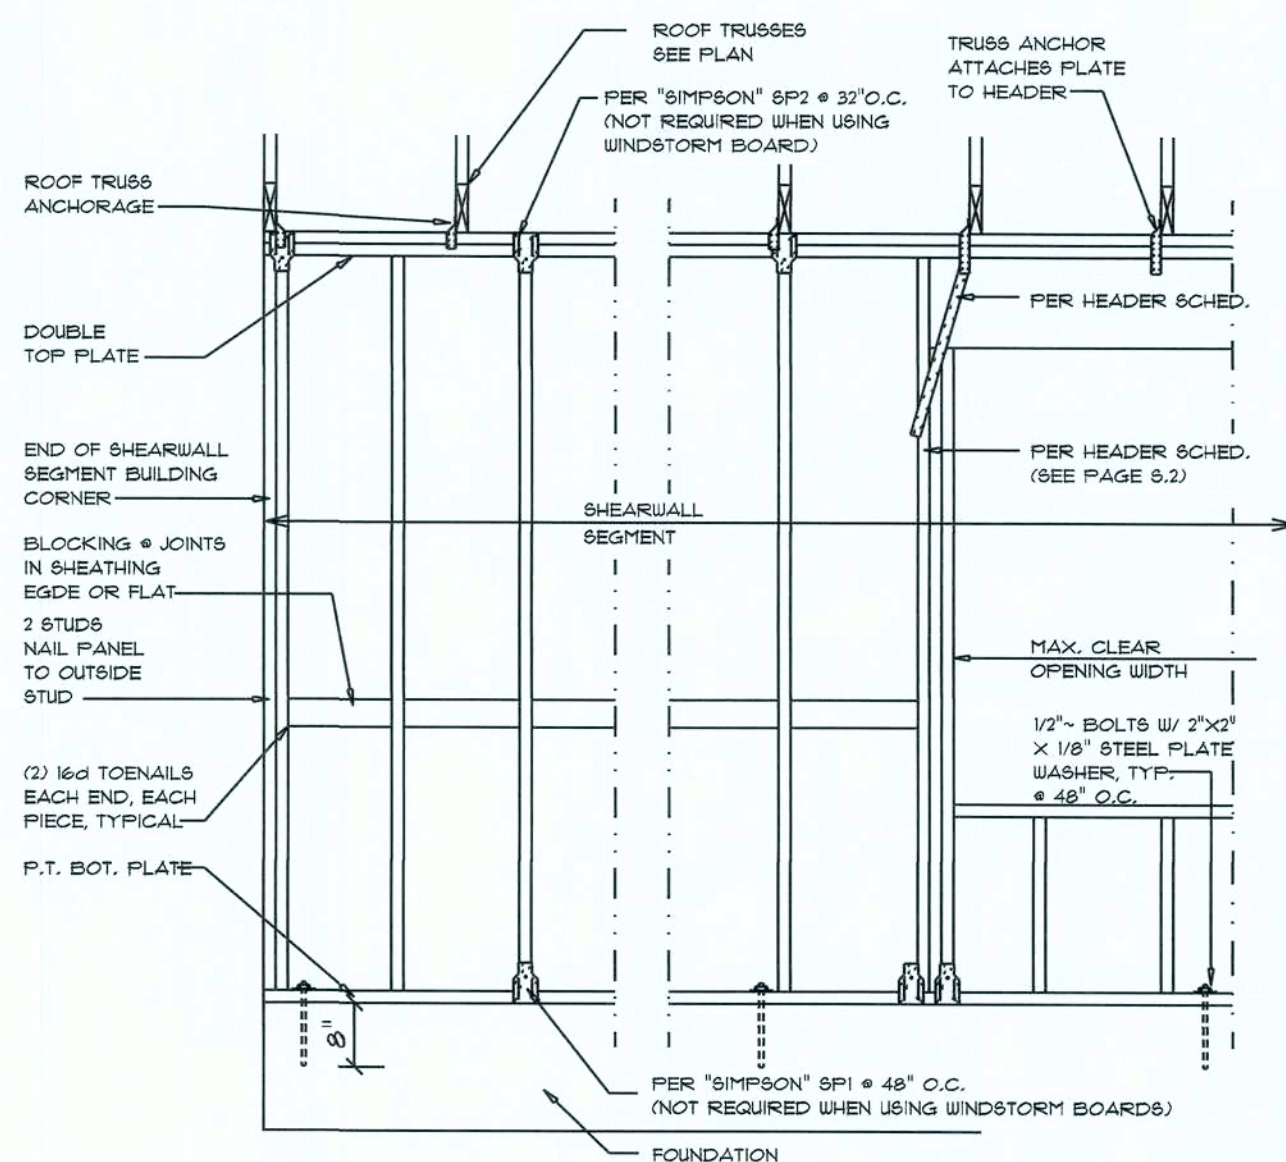 ROOF TRUSSES
SEE PLAN
TRUSS ANCHOR
ATTACHES PLATE
TO HEADER
PER "SIMPSON" SP2 @ 32"O.C.
(NOT REQUIRED WHEN USING
WINDSTORM BOARD)
ROOF TRUSS
ANCHORAGE
PER HEADER SCHED.
DOUBLE
TOP PLATE
END OF SHEARWALL
SEGMENT BUILDING
CORNER
PER HEADER SCHED.
(SEE PAGE S.2)
SHEARWALL
SEGMENT
BLOCKING @ JOINTS
IN SHEATHING
EGDE OR FLAT
2 STUDS
NAIL PANEL
TO OUTSIDE
STUD
MAX. CLEAR
OPENING WIDTH
1/2"~ BOLTS W/ 2"X2"
X 1/8" STEEL PLATE
WASHER, TYP.
@ 48" O.C.
(2) 16d TOENAILS
EACH END, EACH
PIECE, TYPICAL
P.T. BOT. PLATE
8"
PER "SIMPSON" SP1 @ 48" O.C.
(NOT REQUIRED WHEN USING WINDSTORM BOARDS)
FOUNDATION